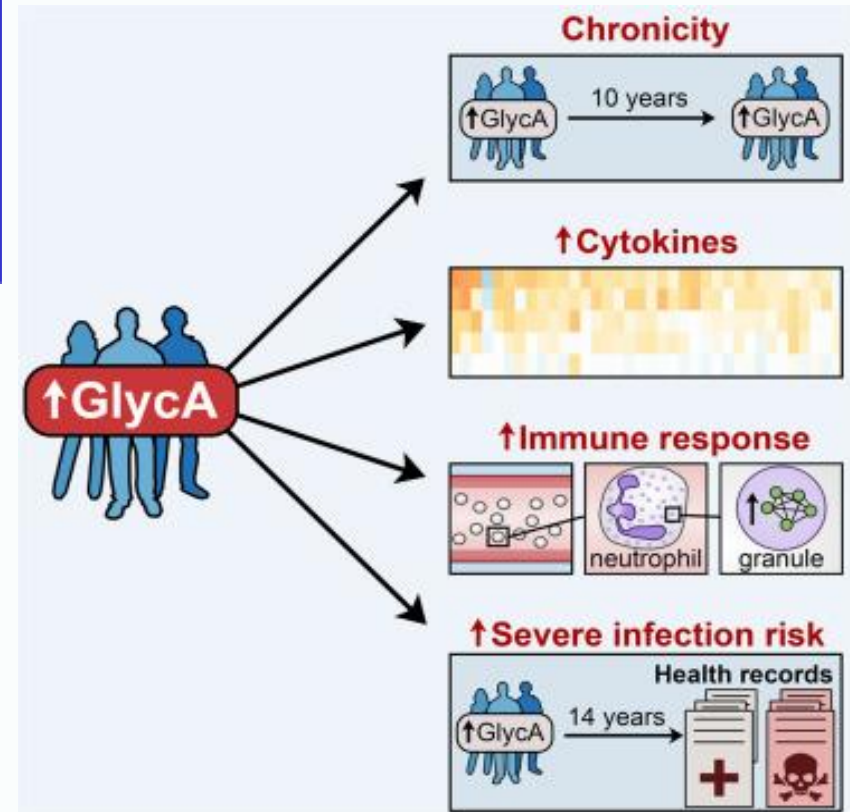 Chronicity
↑GlycA
10 years
↑GlycA
↑Cytokines
↑GlycA
↑Immune response
neutrophil
granule
↑
↑Severe infection risk
Health records
↑GlycA
14 years